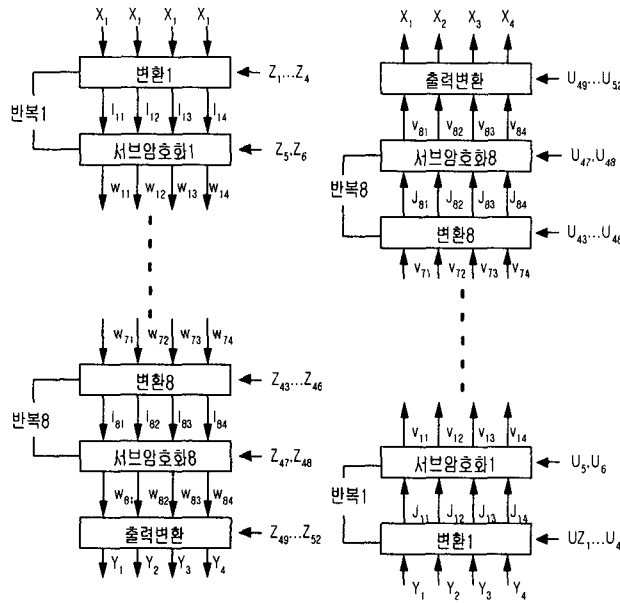 X₁ X₁ X₁ X₁
변환1
Z₁...Z₄
반복1
I₁₁ I₁₂ I₁₃ I₁₄
서브암호화1
Z₅,Z₆
W₁₁ W₁₂ W₁₃ W₁₄
W₇₁ W₇₂ W₇₃ W₇₄
변환8
Z₄₃...Z₄₆
반복8
I₈₁ I₈₂ I₈₃ I₈₄
서브암호화8
Z₄₇,Z₄₈
W₈₁ W₈₂ W₈₃ W₈₄
출력변환
Z₄₉...Z₅₂
Y₁ Y₂ Y₃ Y₄
X₁ X₂ X₃ X₄
출력변환
U₄₉...U₅₂
V₈₁ V₈₂ V₈₃ V₈₄
서브암호화8
U₄₇,U₄₈
반복8
J₈₁ J₈₂ J₈₃ J₈₄
변환8
U₄₃...U₄₆
V₇₁ V₇₂ V₇₃ V₇₄
V₁₁ V₁₂ V₁₃ V₁₄
서브암호화1
U₅,U₆
반복1
J₁₁ J₁₂ J₁₃ J₁₄
변환1
UZ₁...U₄
Y₁ Y₂ Y₃ Y₄